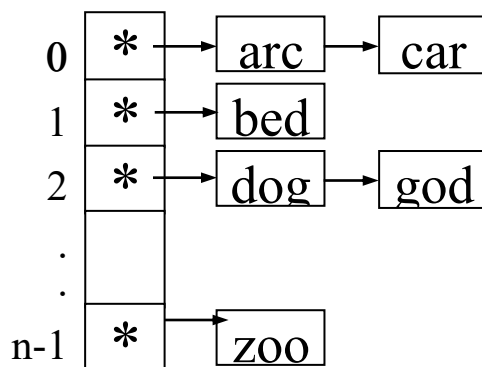 0 * arc car
1 * bed
2 * dog god
.
.
n-1 * zoo